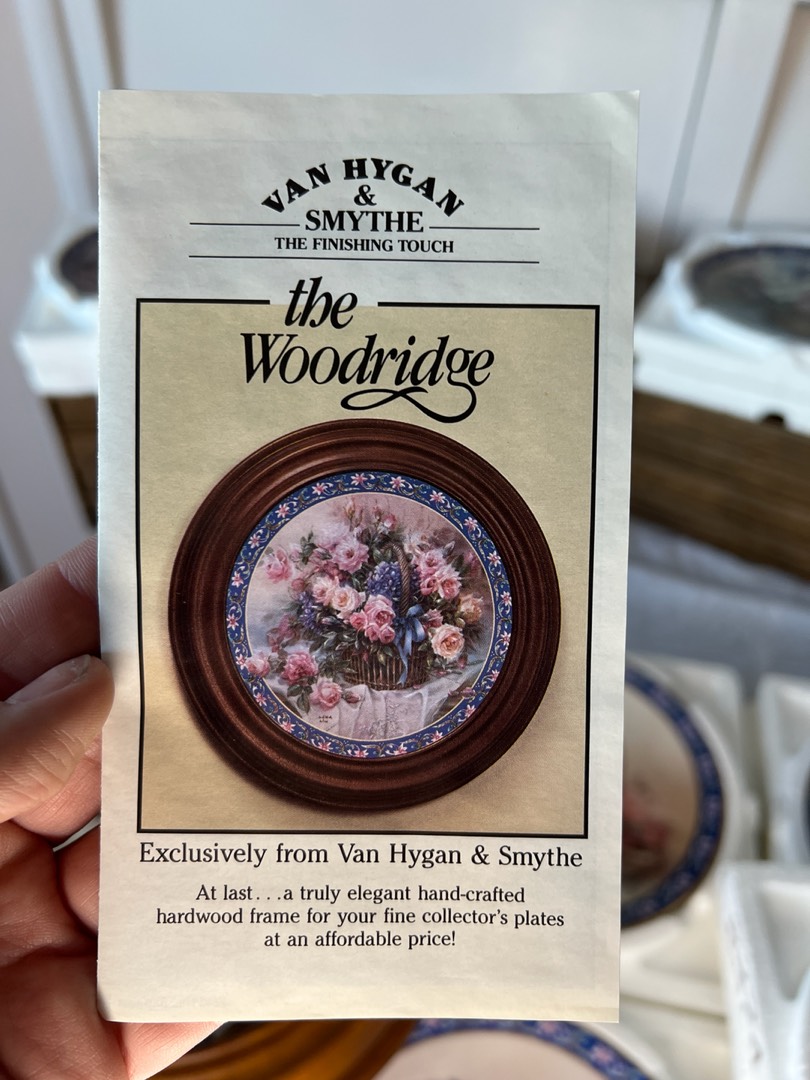 VAN HYGAN
&
SMYTHE
THE FINISHING TOUCH
the
Woodridge
Exclusively from Van Hygan & Smythe
At last...a truly elegant hand-crafted
hardwood frame for your fine collector's plates
at an affordable price!